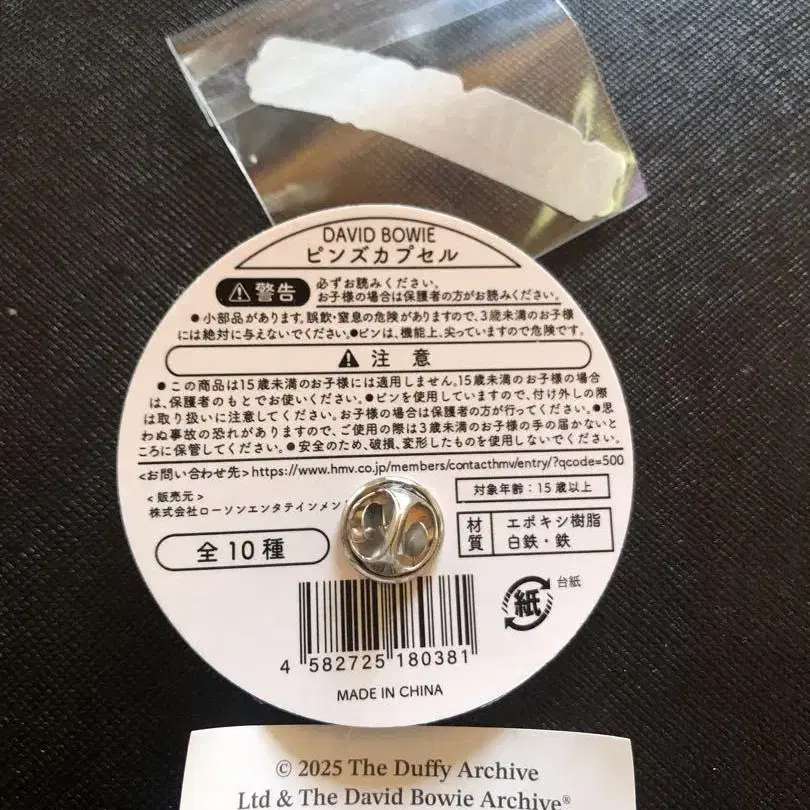 DAVID BOWIE
ピンズカプセル
警告
必ずお読みください。
お子様の場合は保護者の方がお読みください。
●小部品があります。誤飲・窒息の危険がありますので、3歳未満のお子様
には絶対に与えないでください。●ピンは、機能上、尖っていますので危険です。
注 意
●この商品は15歳未満のお子様には適用しません。15歳未満のお子様の場合
は、保護者のもとでお使いください。●ピンを使用していますので、付け外しの際
は取り扱いに注意してください。お子様の場合は保護者の方が行ってください。●思
わぬ事故の恐れがありますので、ご使用の際は3歳未満のお子様の手の届かないと
ころに保管してください。●安全のため、破損、変形したものを使用しないでください。
<お問い合わせ先>https://www.hmv.co.jp/members/contacthmv/entry/?qcode=500
<販売元>
株式会社ローソンエンタテインメン
対象年齢:15歳以上
全10種
材質
エポキシ樹脂
白鉄・鉄
紙
台紙
4 582725 180381
MADE IN CHINA
© 2025 The Duffy Archive
Ltd & The David Bowie Archive®